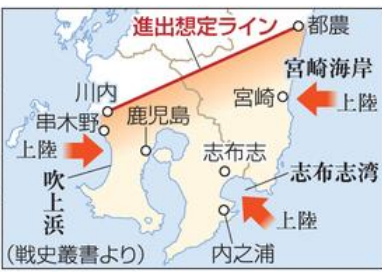 進出想定ライン
都農
川内
宮崎海岸
串木野
鹿児島
宮崎
上陸
上陸
志布志
吹上浜
志布志湾
上陸
(戦史叢書より)
内之浦